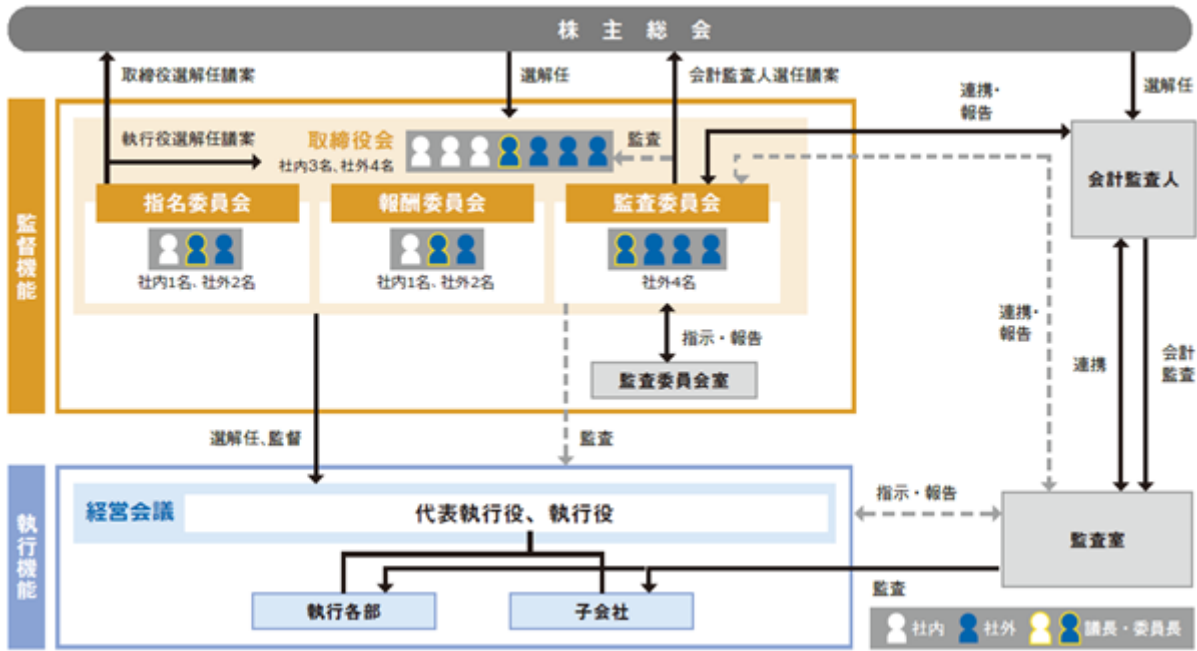 株主総会
取締役選解任議案
選解任
会計監査人選任議案
選解任
連携・
報告
執行役選解任議案
取締役会
社内3名、社外4名
監査
会計監査人
指名委員会
報酬委員会
監査委員会
社内1名、社外2名
社内1名、社外2名
社外4名
監督機能
指示・報告
監査委員会室
連携・
報告
連携
会計
監査
選解任、監督
監査
執行機能
経営会議
代表執行役、執行役
指示・報告
監査室
監査
執行各部
子会社
社内
社外
議長・委員長